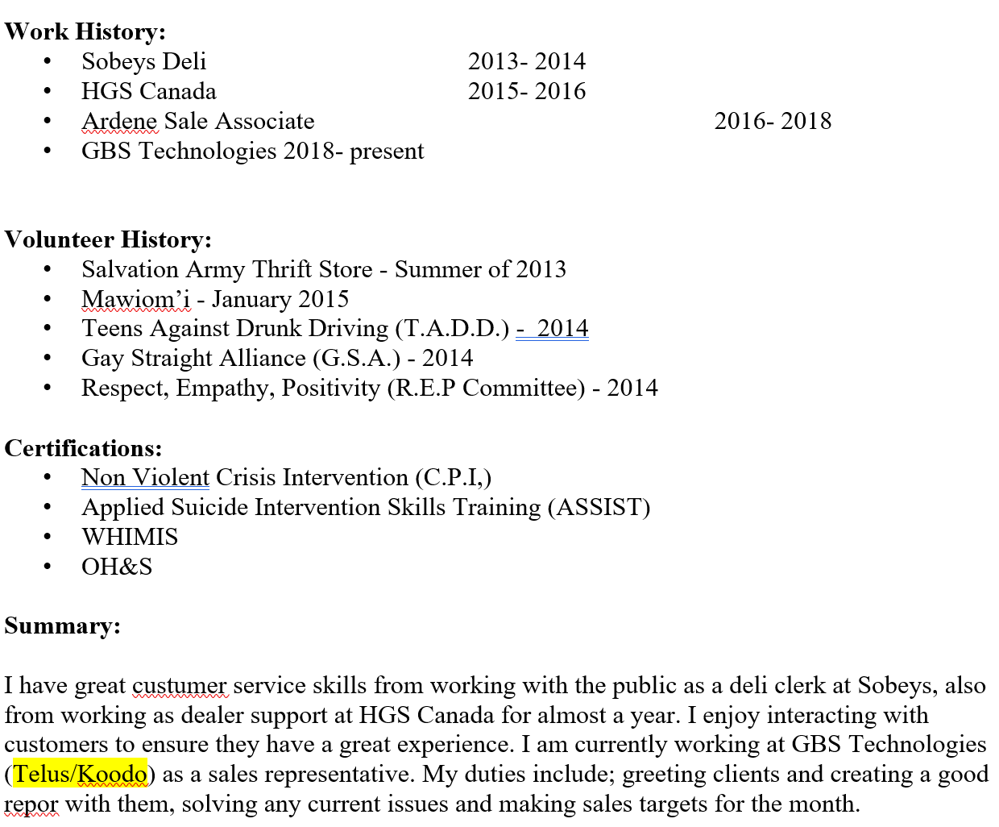 Work History:
• Sobeys Deli 2013- 2014
• HGS Canada 2015- 2016
• Ardene Sale Associate 2016- 2018
• GBS Technologies 2018- present
Volunteer History:
• Salvation Army Thrift Store - Summer of 2013
• Mawiom’i - January 2015
• Teens Against Drunk Driving (T.A.D.D.) -  2014
• Gay Straight Alliance (G.S.A.) - 2014
• Respect, Empathy, Positivity (R.E.P Committee) - 2014
Certifications:
• Non Violent Crisis Intervention (C.P.I,)
• Applied Suicide Intervention Skills Training (ASSIST)
• WHIMIS
• OH&S
Summary:
I have great custumer service skills from working with the public as a deli clerk at Sobeys, also
from working as dealer support at HGS Canada for almost a year. I enjoy interacting with
customers to ensure they have a great experience. I am currently working at GBS Technologies
(Telus/Koodo) as a sales representative. My duties include; greeting clients and creating a good
repor with them, solving any current issues and making sales targets for the month.